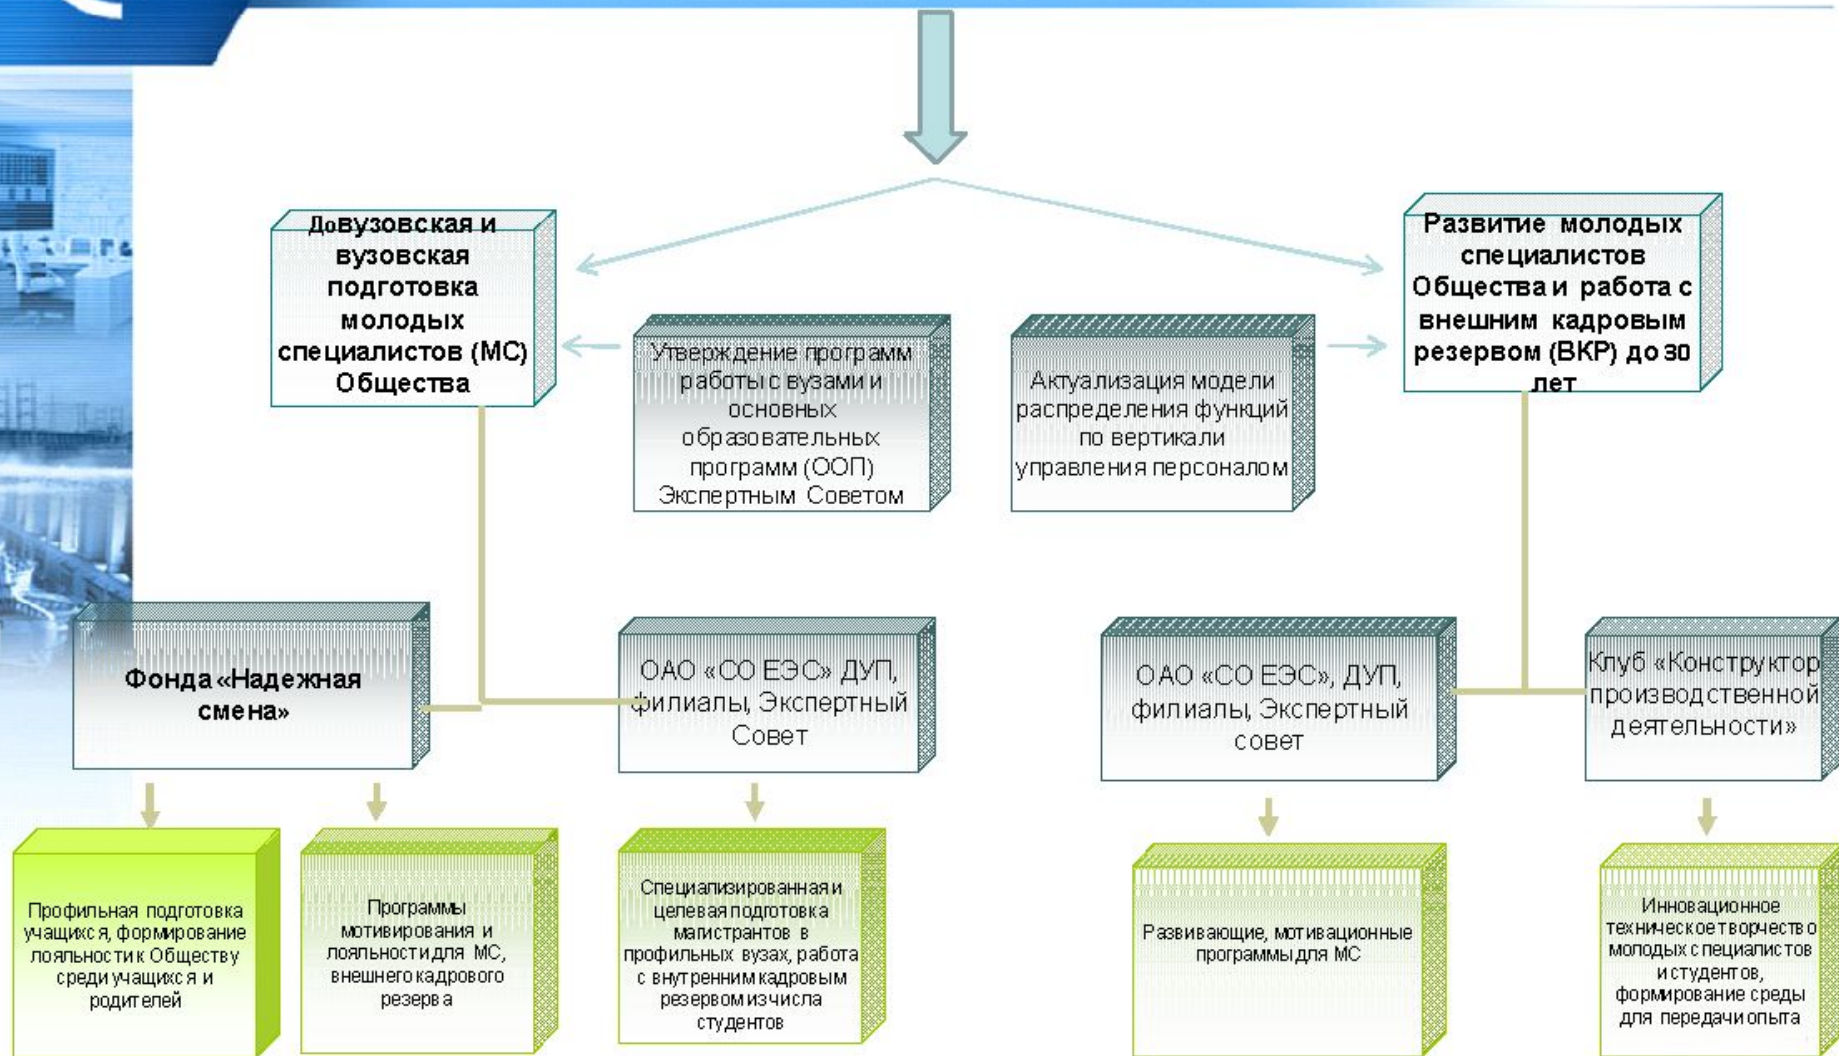 Довузовская и
вузовская
подготовка
молодых
специалистов (МС)
Общества
Развитие молодых
специалистов
Общества и работа с
внешним кадровым
резервом (ВКР) до 30
лет
Утверждение программ
работы с вузами и
основных
образовательных
программ (ООП)
Экспертным Советом
Актуализация модели
распределения функций
по вертикали
управления персоналом
Фонда «Надежная
смена»
ОАО «СО ЕЭС» ДУП,
филиалы, Экспертный
Совет
ОАО «СО ЕЭС», ДУП,
филиалы, Экспертный
совет
Клуб «Конструктор
производственной
деятельности»
Профильная подготовка
учащихся, формирование
лояльности к Обществу
среди учащихся и
родителей
Программы
мотивирования и
лояльности для МС,
внешнего кадрового
резерва
Специализированная и
целевая подготовка
магистрантов в
профильных вузах, работа
с внутренним кадровым
резервом из числа
студентов
Развивающие, мотивационные
программы для МС
Инновационное
техническое творчество
молодых специалистов
и студентов,
формирование среды
для передачи опыта